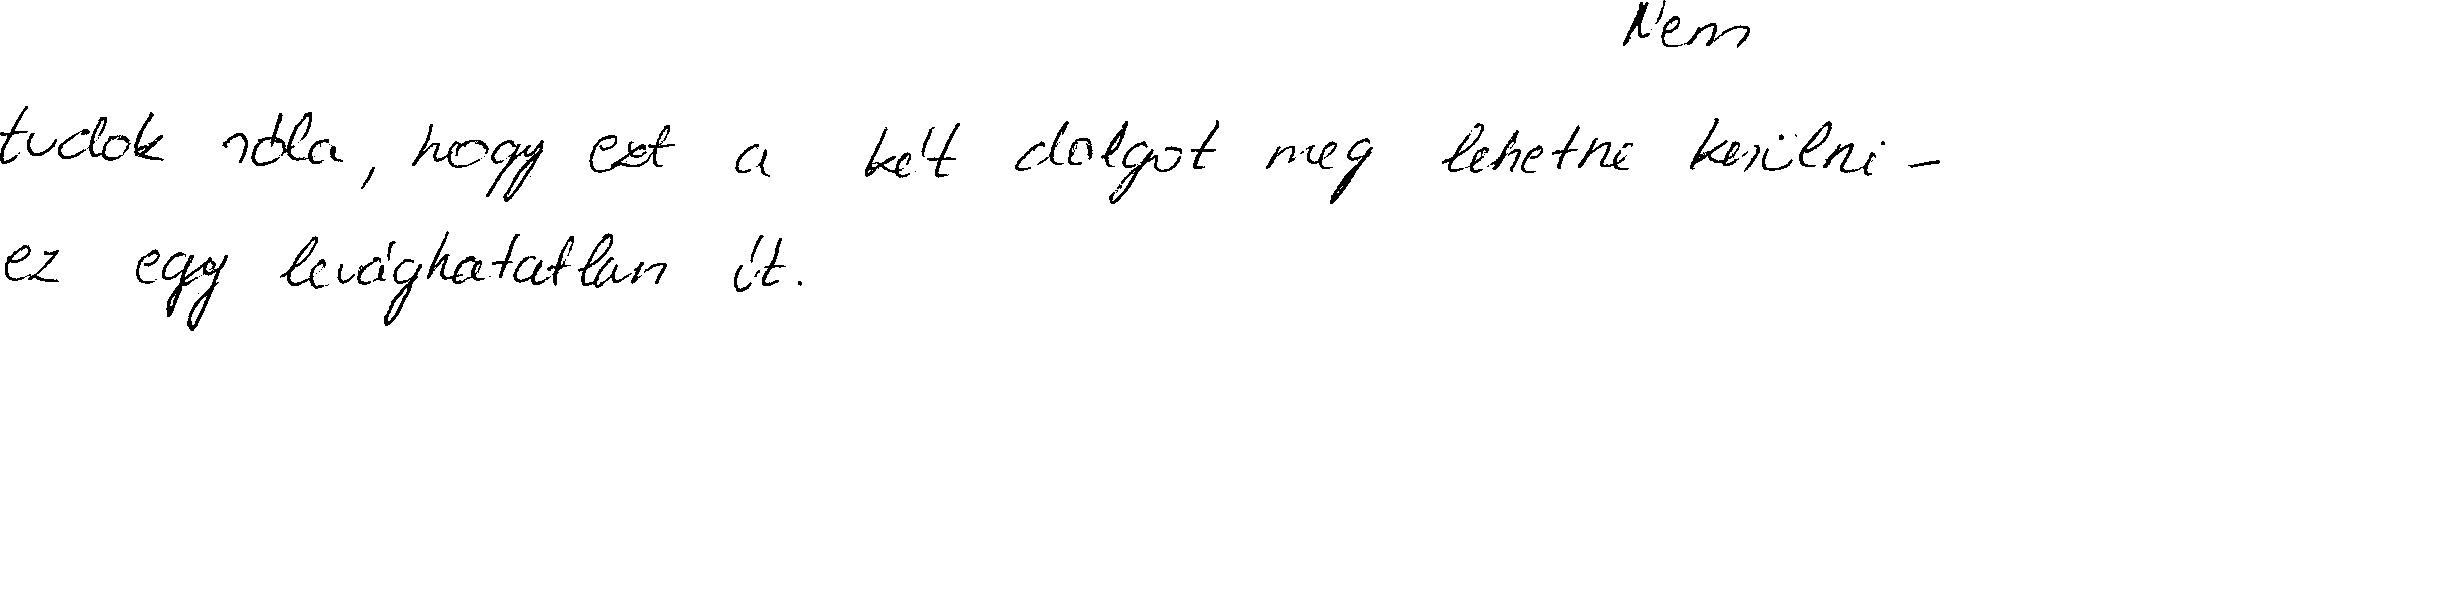 Nem
tudok róla, hogy ezt a két dolgot meg lehetne kerülni -
ez egy levághatatlan út.